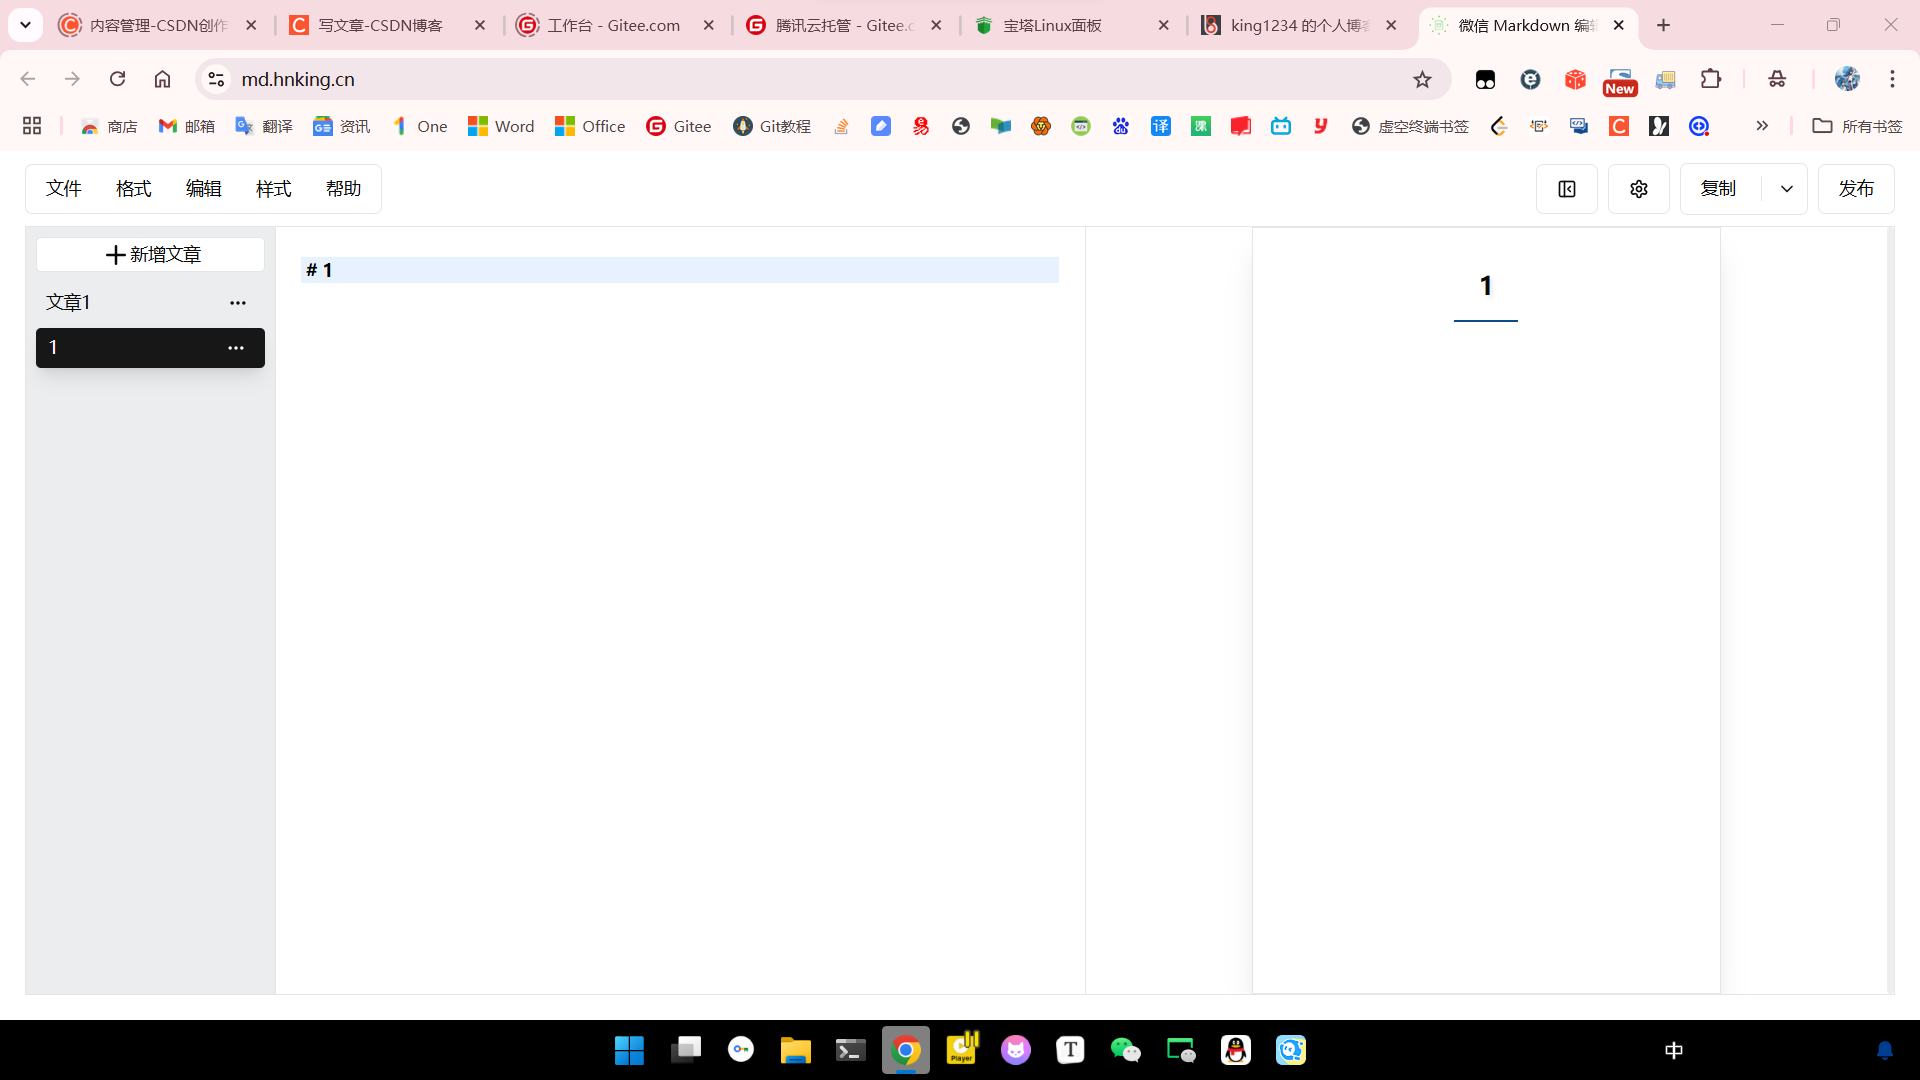 内容管理-CSDN创作
写文章-CSDN博客
工作台 - Gitee.com
腾讯云托管 - Gitee.c
宝塔Linux面板
king1234 的个人博客
微信 Markdown 编辑
md.hnking.cn
New
商店
邮箱
翻译
资讯
One
Word
Office
Gitee
Git教程
虚空终端书签
所有书签
文件
格式
编辑
样式
帮助
复制
发布
新增文章
文章1
1
# 1
1
中